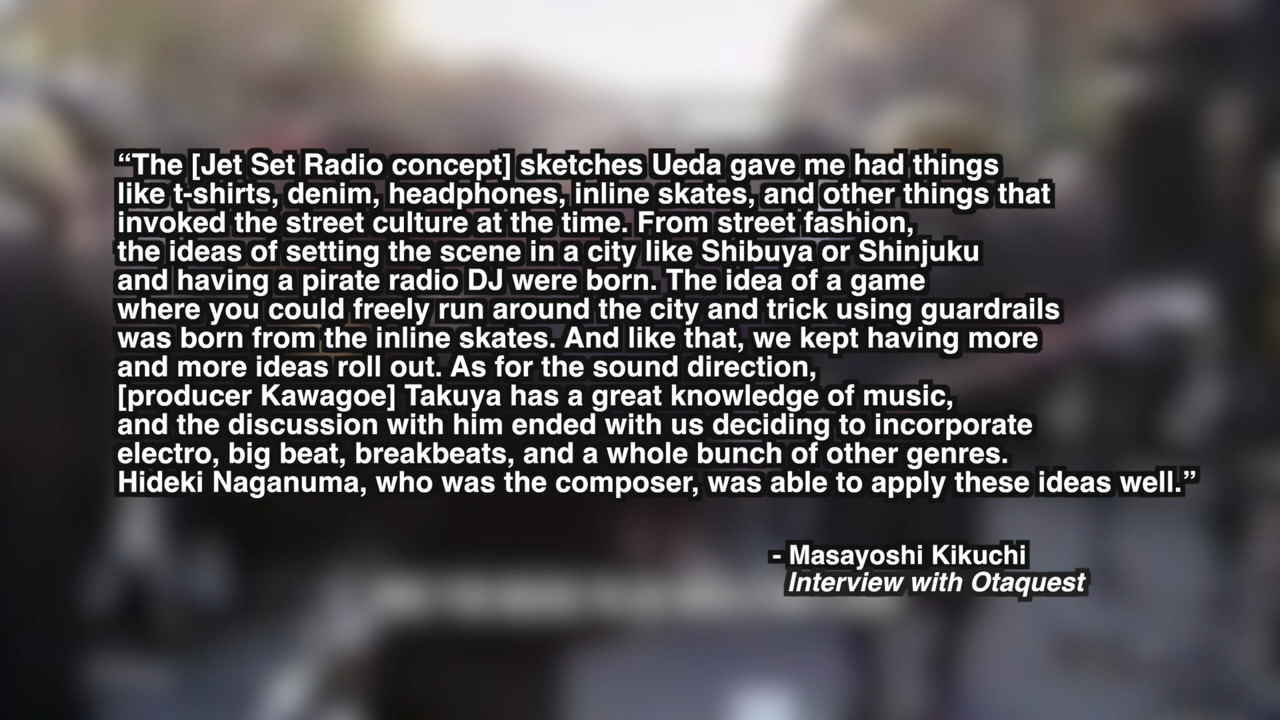 “The [Jet Set Radio concept] sketches Ueda gave me had things
like t-shirts, denim, headphones, inline skates, and other things that
invoked the street culture at the time. From street fashion,
the ideas of setting the scene in a city like Shibuya or Shinjuku
and having a pirate radio DJ were born. The idea of a game
where you could freely run around the city and trick using guardrails
was born from the inline skates. And like that, we kept having more
and more ideas roll out. As for the sound direction,
[producer Kawagoe] Takuya has a great knowledge of music,
and the discussion with him ended with us deciding to incorporate
electro, big beat, breakbeats, and a whole bunch of other genres.
Hideki Naganuma, who was the composer, was able to apply these ideas well.”
- Masayoshi Kikuchi
Interview with Otaquest